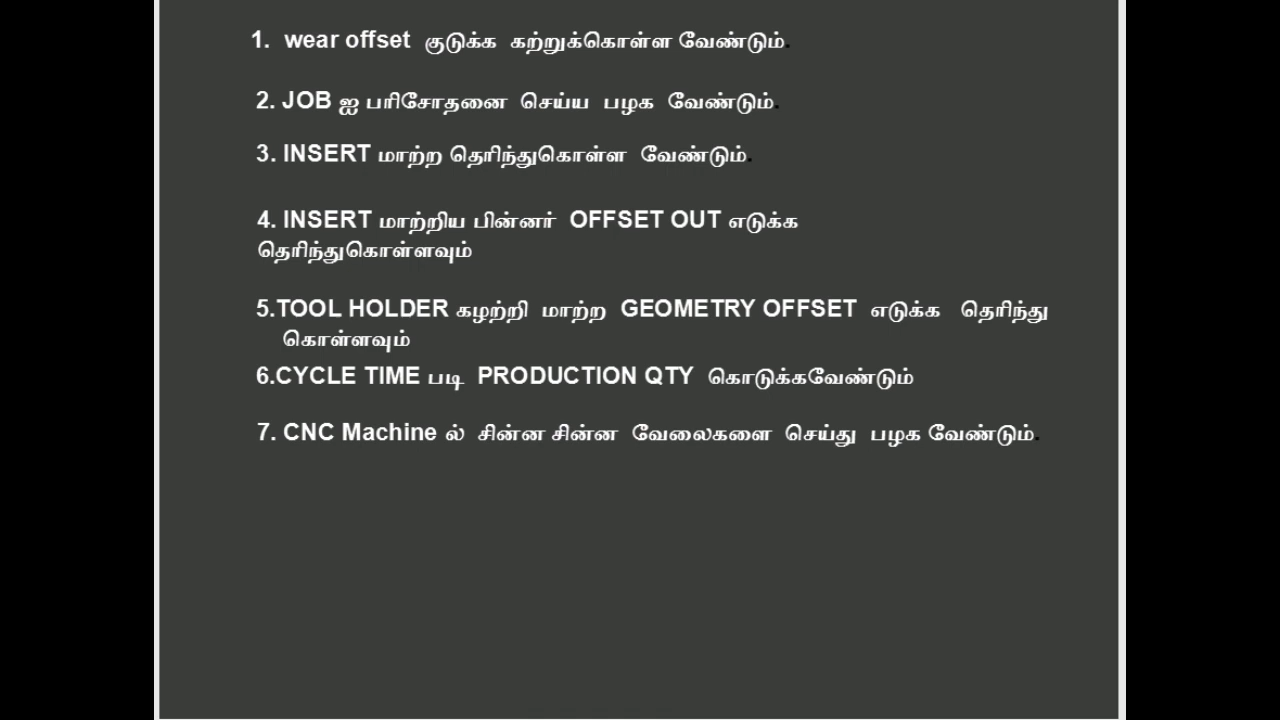 1. wear offset குடுக்க கற்றுக்கொள்ள வேண்டும்.
2. JOB ஐ பரிசோதனை செய்ய பழக வேண்டும்.
3. INSERT மாற்ற தெரிந்துகொள்ள வேண்டும்.
4. INSERT மாற்றிய பின்னர் OFFSET OUT எடுக்க
தெரிந்துகொள்ளவும்
5.TOOL HOLDER கழற்றி மாற்ற GEOMETRY OFFSET எடுக்க தெரிந்து
கொள்ளவும்
6.CYCLE TIME படி PRODUCTION QTY கொடுக்கவேண்டும்
7. CNC Machine ல் சின்ன சின்ன வேலைகளை செய்து பழக வேண்டும்.